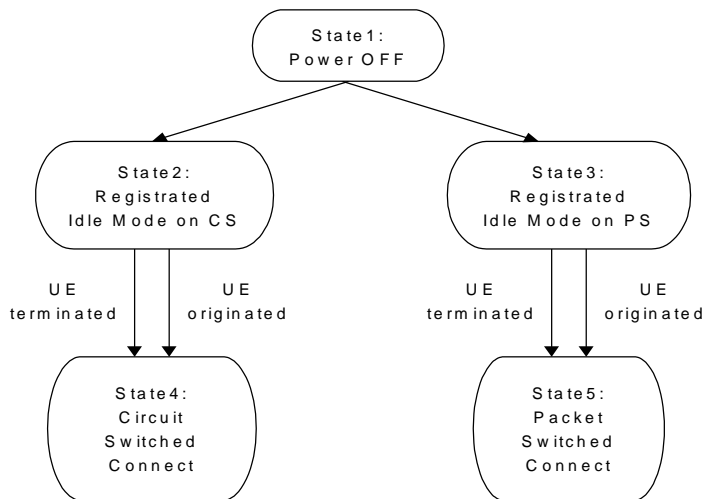 State1:
Power OFF
State2:
Registrated
Idle Mode on CS
State3:
Registrated
Idle Mode on PS
UE
terminated
UE
originated
UE
terminated
UE
originated
State4:
Circuit
Switched
Connect
State5:
Packet
Switched
Connect